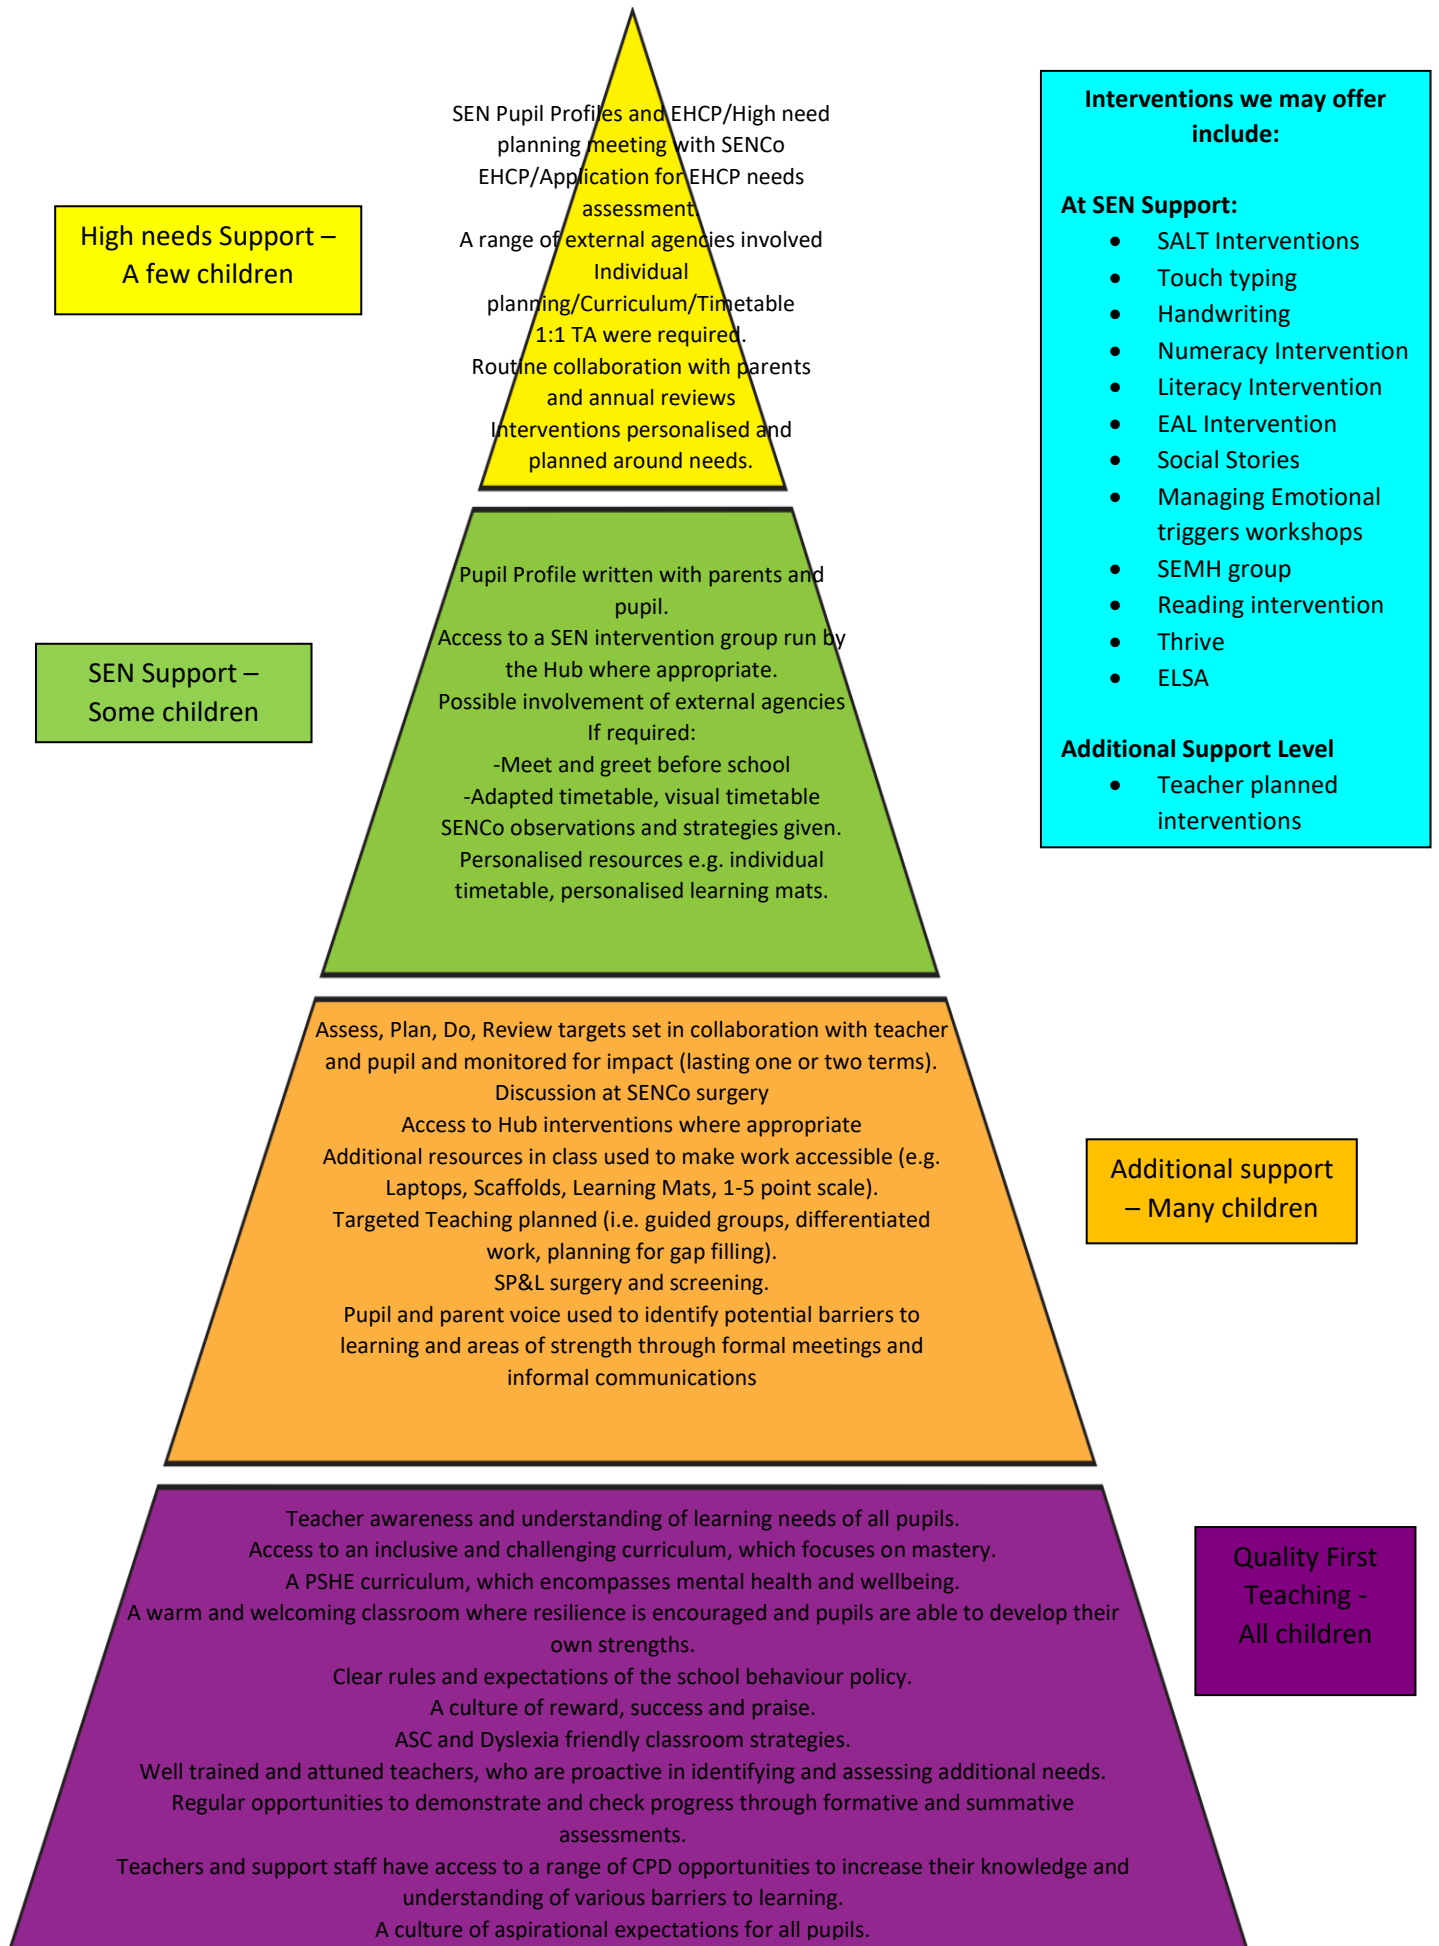 SEN Pupil Profiles and EHCP/High need
planning meeting with SENCo
EHCP/Application for EHCP needs
assessment.
A range of external agencies involved
Individual
planning/Curriculum/Timetable
1:1 TA were required.
Routine collaboration with parents
and annual reviews
Interventions personalised and
planned around needs.
High needs Support –
A few children
Interventions we may offer
include:
At SEN Support:
• SALT Interventions
• Touch typing
• Handwriting
• Numeracy Intervention
• Literacy Intervention
• EAL Intervention
• Social Stories
• Managing Emotional
triggers workshops
• SEMH group
• Reading intervention
• Thrive
• ELSA
Additional Support Level
• Teacher planned
interventions
Pupil Profile written with parents and
pupil.
Access to a SEN intervention group run by
the Hub where appropriate.
Possible involvement of external agencies
If required:
-Meet and greet before school
-Adapted timetable, visual timetable
SENCo observations and strategies given.
Personalised resources e.g. individual
timetable, personalised learning mats.
SEN Support –
Some children
Assess, Plan, Do, Review targets set in collaboration with teacher
and pupil and monitored for impact (lasting one or two terms).
Discussion at SENCo surgery
Access to Hub interventions where appropriate
Additional resources in class used to make work accessible (e.g.
Laptops, Scaffolds, Learning Mats, 1-5 point scale).
Targeted Teaching planned (i.e. guided groups, differentiated
work, planning for gap filling).
SP&L surgery and screening.
Pupil and parent voice used to identify potential barriers to
learning and areas of strength through formal meetings and
informal communications
Additional support
– Many children
Teacher awareness and understanding of learning needs of all pupils.
Access to an inclusive and challenging curriculum, which focuses on mastery.
A PSHE curriculum, which encompasses mental health and wellbeing.
A warm and welcoming classroom where resilience is encouraged and pupils are able to develop their
own strengths.
Clear rules and expectations of the school behaviour policy.
A culture of reward, success and praise.
ASC and Dyslexia friendly classroom strategies.
Well trained and attuned teachers, who are proactive in identifying and assessing additional needs.
Regular opportunities to demonstrate and check progress through formative and summative
assessments.
Teachers and support staff have access to a range of CPD opportunities to increase their knowledge and
understanding of various barriers to learning.
A culture of aspirational expectations for all pupils.
Quality First
Teaching -
All children